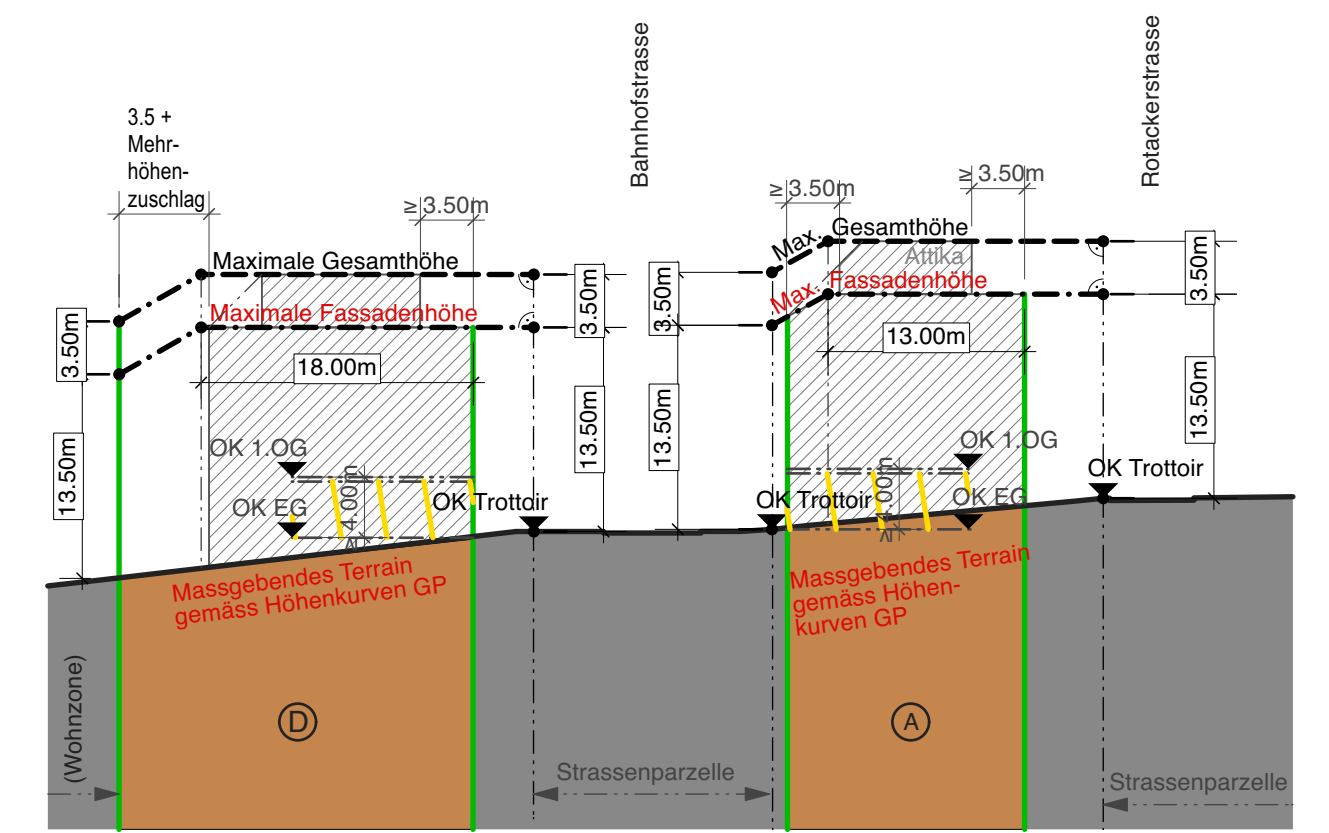 Bahnhofstrasse
Rotackerstrasse
3.5 +
Mehr-
höhen-
zuschlag
≥ 3.50m
≥ 3.50m
≥ 3.50m
Maximale Gesamthöhe
Maximale Fassadenhöhe
Max. Gesamthöhe
Attika
Max. Fassadenhöhe
3.50m
3.50m
3.50m
3.50m
18.00m
13.00m
13.50m
13.50m
13.50m
13.50m
OK 1.OG
OK EG
≥ 4.00m
OK Trottoir
OK Trottoir
OK 1.OG
OK EG
≥ 4.00m
OK Trottoir
Massgebendes Terrain
gemäss Höhenkurven GP
Massgebendes Terrain
gemäss Höhen-
kurven GP
(Wohnzone)
D
A
Strassenparzelle
Strassenparzelle